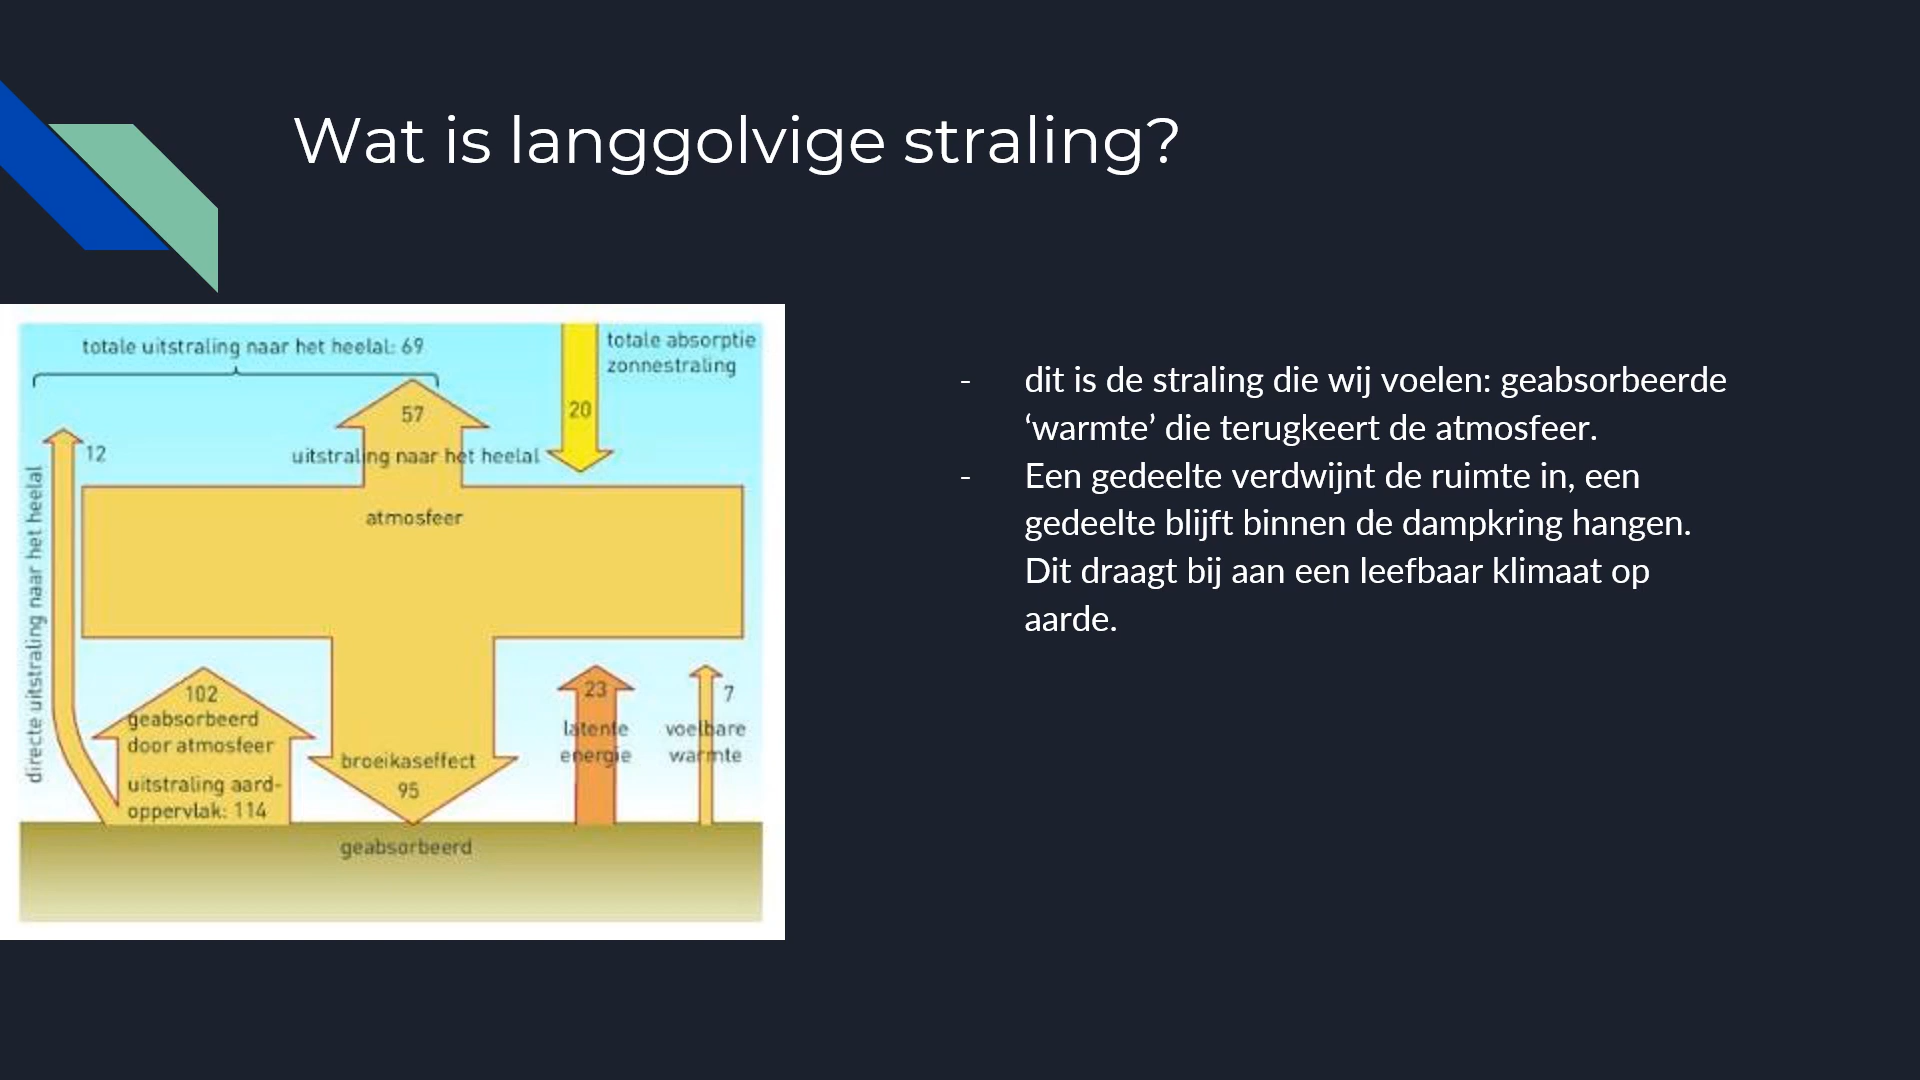 Wat is langgolvige straling?
totale uitstraling naar het heelal: 69
totale absorptie
zonnestraling
57
20
12
uitstraling naar het heelal
directe uitstraling naar het heelal
atmosfeer
102
geabsorbeerd
door atmosfeer
uitstraling aard-
oppervlak: 114
broeikaseffect
95
23
latente
energie
7
voelbare
warmte
geabsorbeerd
- dit is de straling die wij voelen: geabsorbeerde
‘warmte’ die terugkeert de atmosfeer.
- Een gedeelte verdwijnt de ruimte in, een
gedeelte blijft binnen de dampkring hangen.
Dit draagt bij aan een leefbaar klimaat op
aarde.